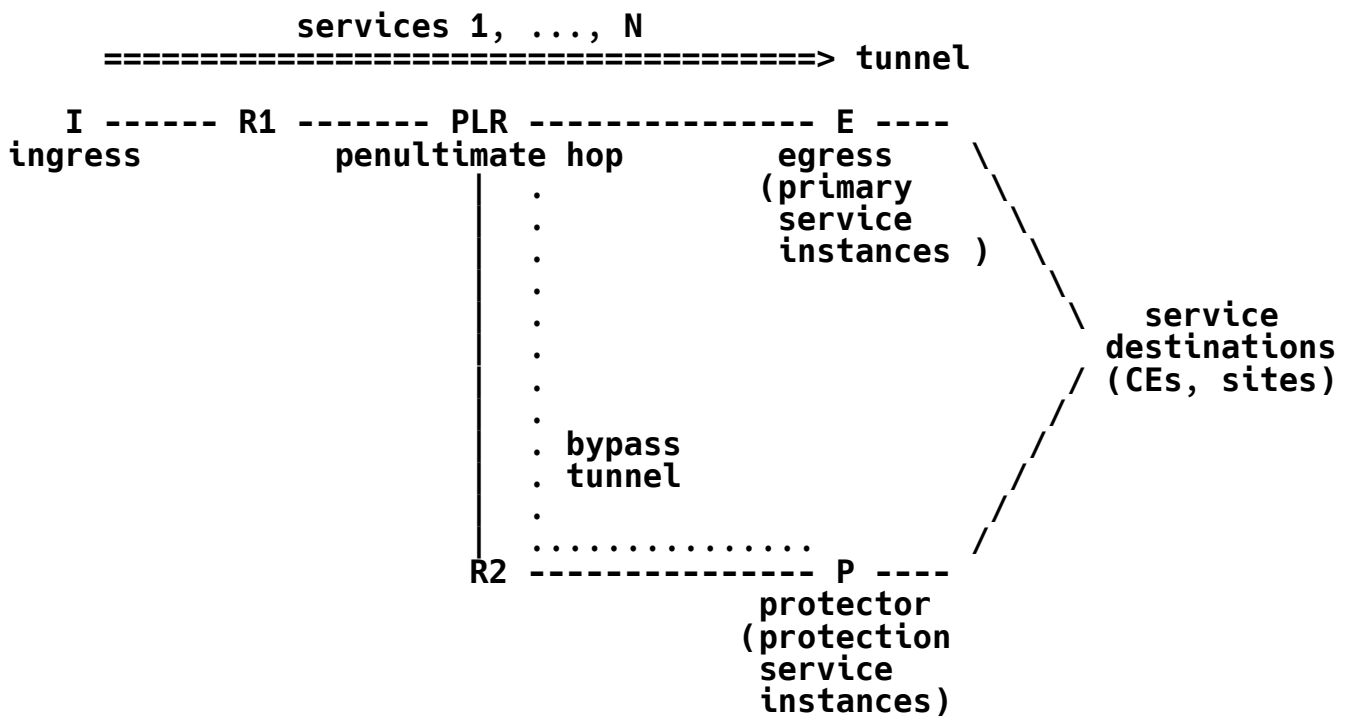 services 1, ..., N
=====================================> tunnel
I ------ R1 ------- PLR --------------- E ----
ingress penultimate hop egress
(primary
service
instances )
service
destinations
(CEs, sites)
bypass
tunnel
R2 --------------- P ----
protector
(protection
service
instances)